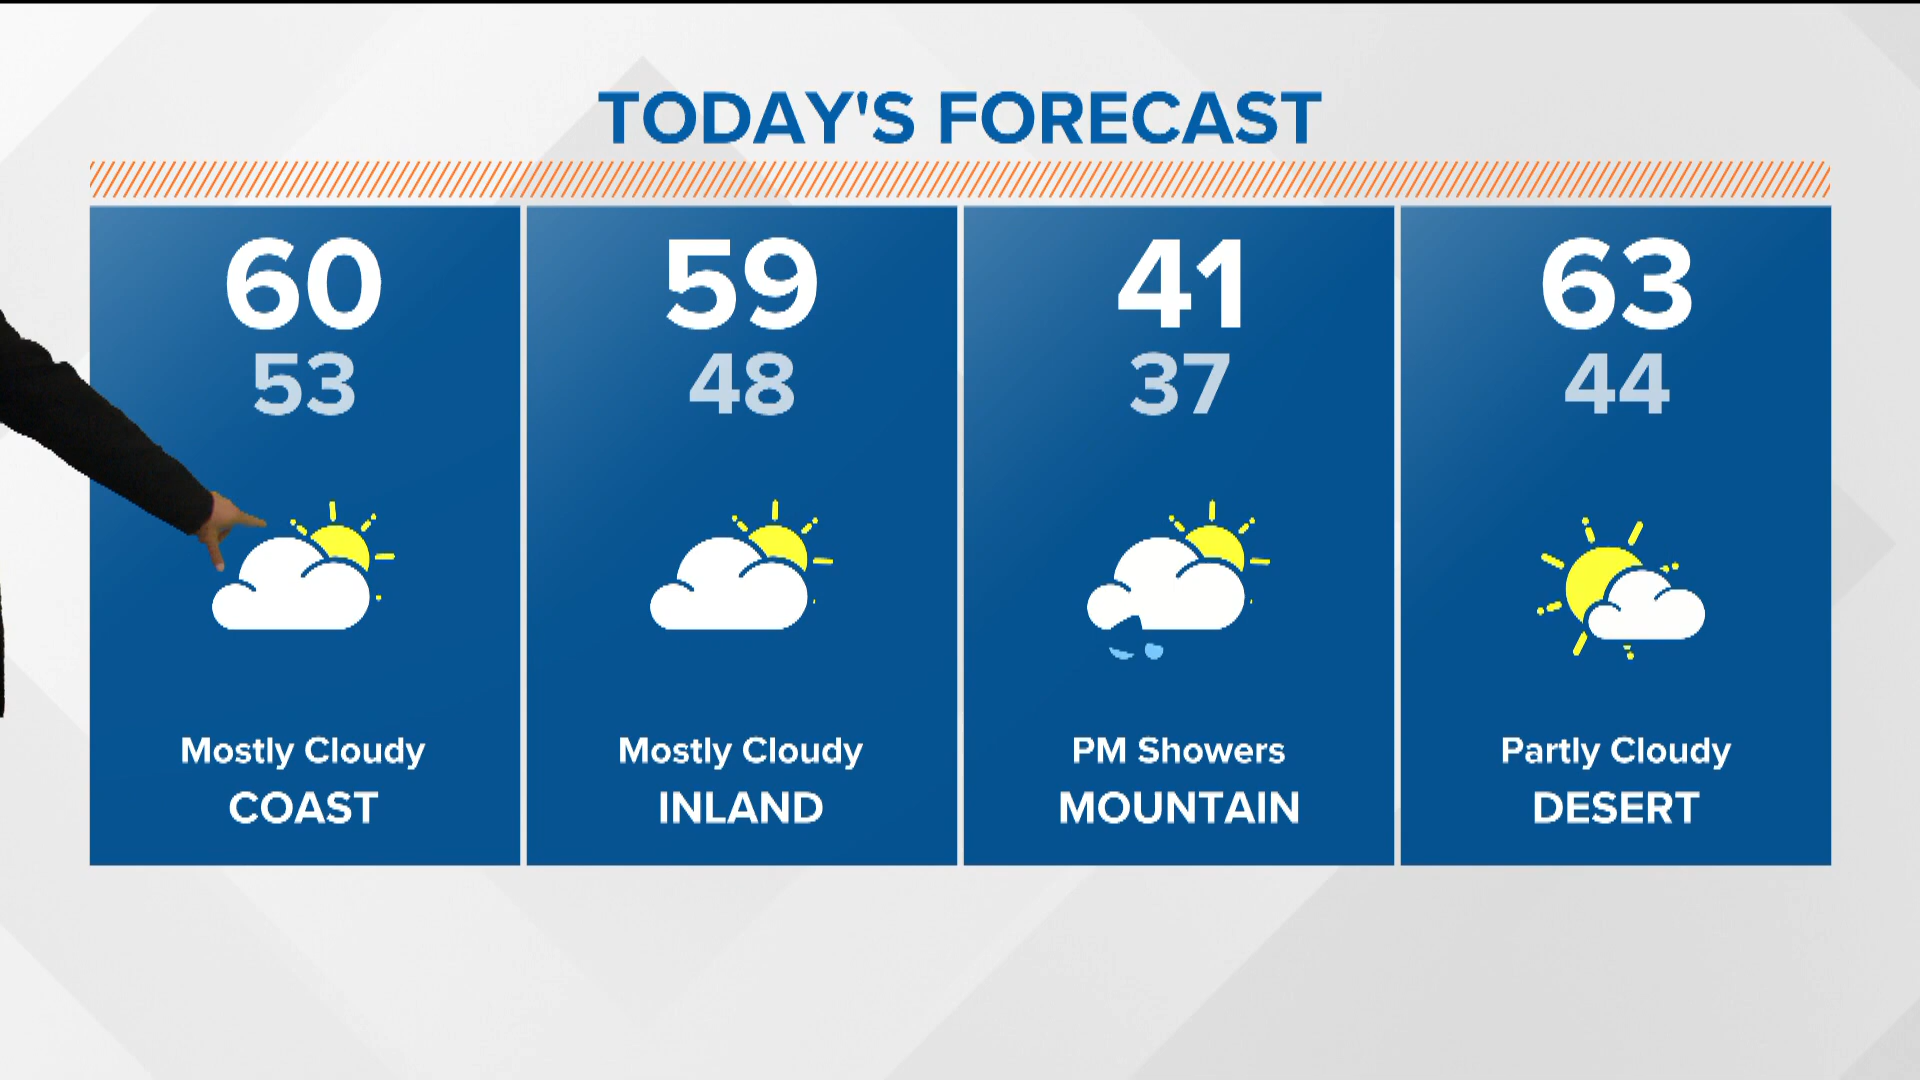 TODAY'S FORECAST
60
53
Mostly Cloudy
COAST
59
48
Mostly Cloudy
INLAND
41
37
PM Showers
MOUNTAIN
63
44
Partly Cloudy
DESERT